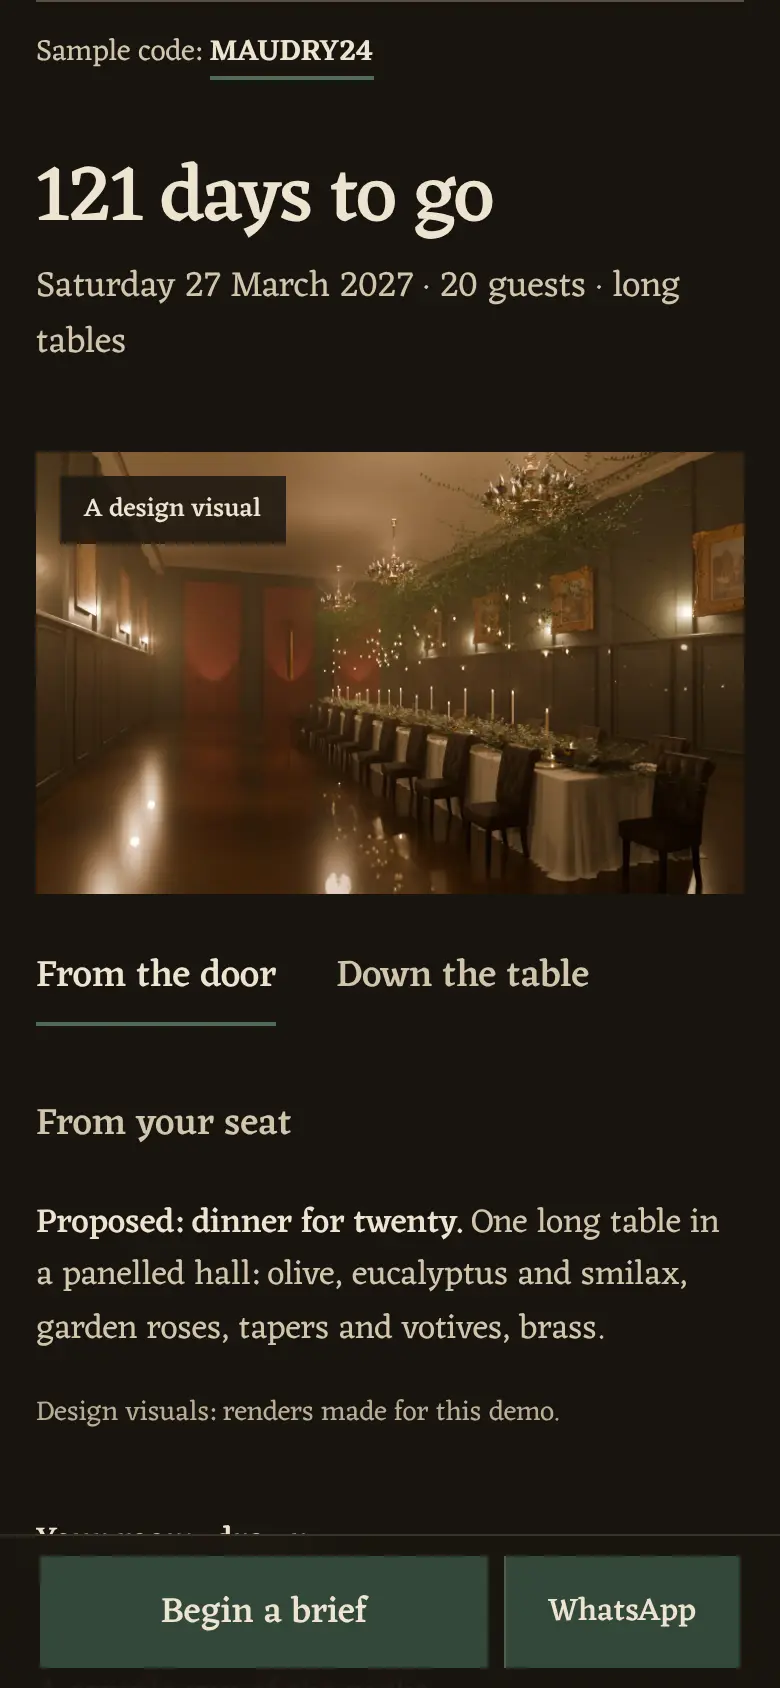 Sample code: MAUDRY24
121 days to go
Saturday 27 March 2027 · 20 guests · long
tables
A design visual
From the door Down the table
From your seat
Proposed: dinner for twenty. One long table in
a panelled hall: olive, eucalyptus and smilax,
garden roses, tapers and votives, brass.
Design visuals: renders made for this demo.
Begin a brief WhatsApp